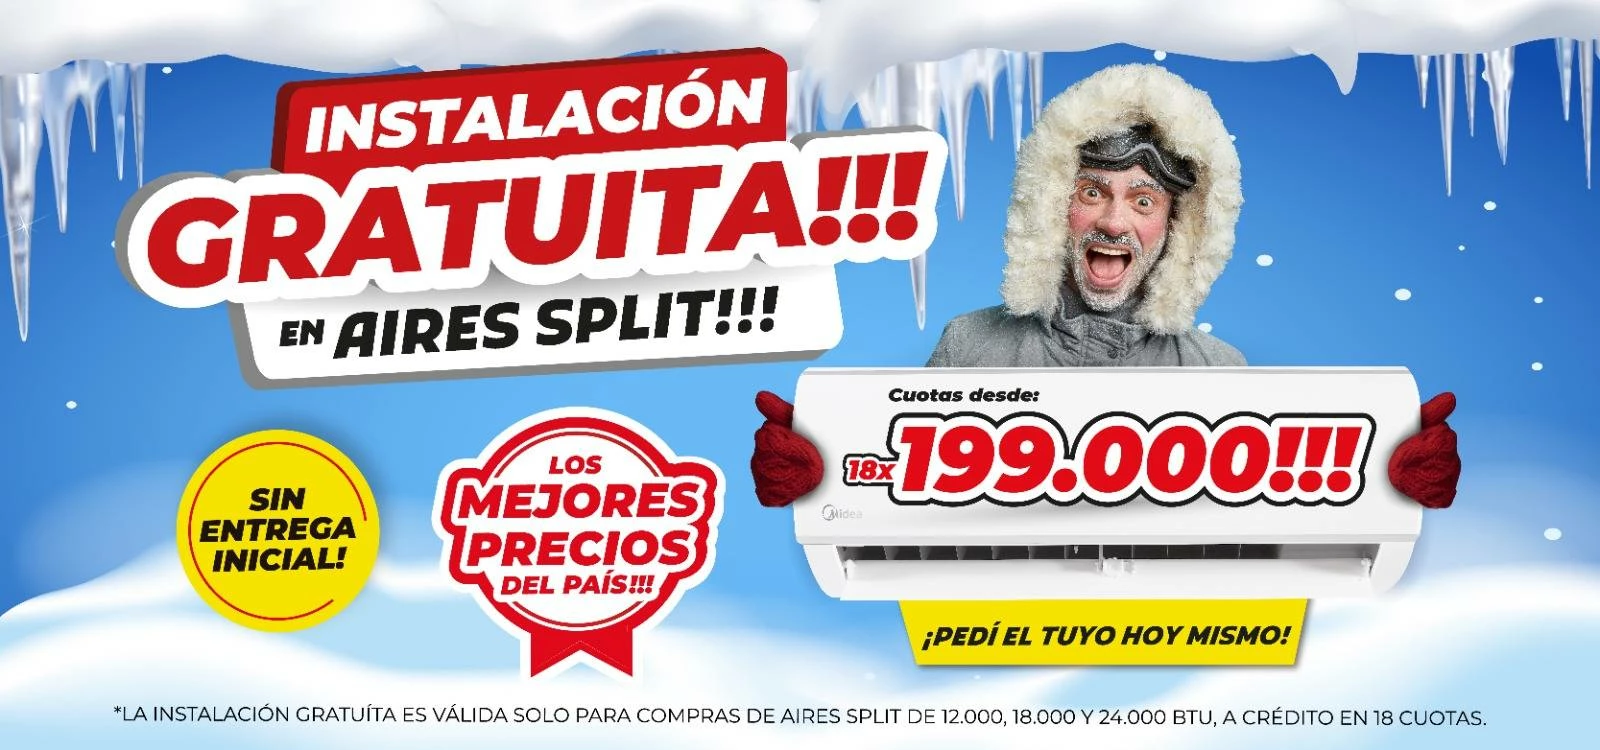 INSTALACIÓN
GRATUITA!!!
EN AIRES SPLIT!!!
SIN
ENTREGA
INICIAL!
LOS
MEJORES
PRECIOS
DEL PAÍS!!!
Cuotas desde:
18x 199.000!!!
Midea
¡PEDÍ EL TUYO HOY MISMO!
*LA INSTALACIÓN GRATUÍTA ES VÁLIDA SOLO PARA COMPRAS DE AIRES SPLIT DE 12.000, 18.000 Y 24.000 BTU, A CRÉDITO EN 18 CUOTAS.